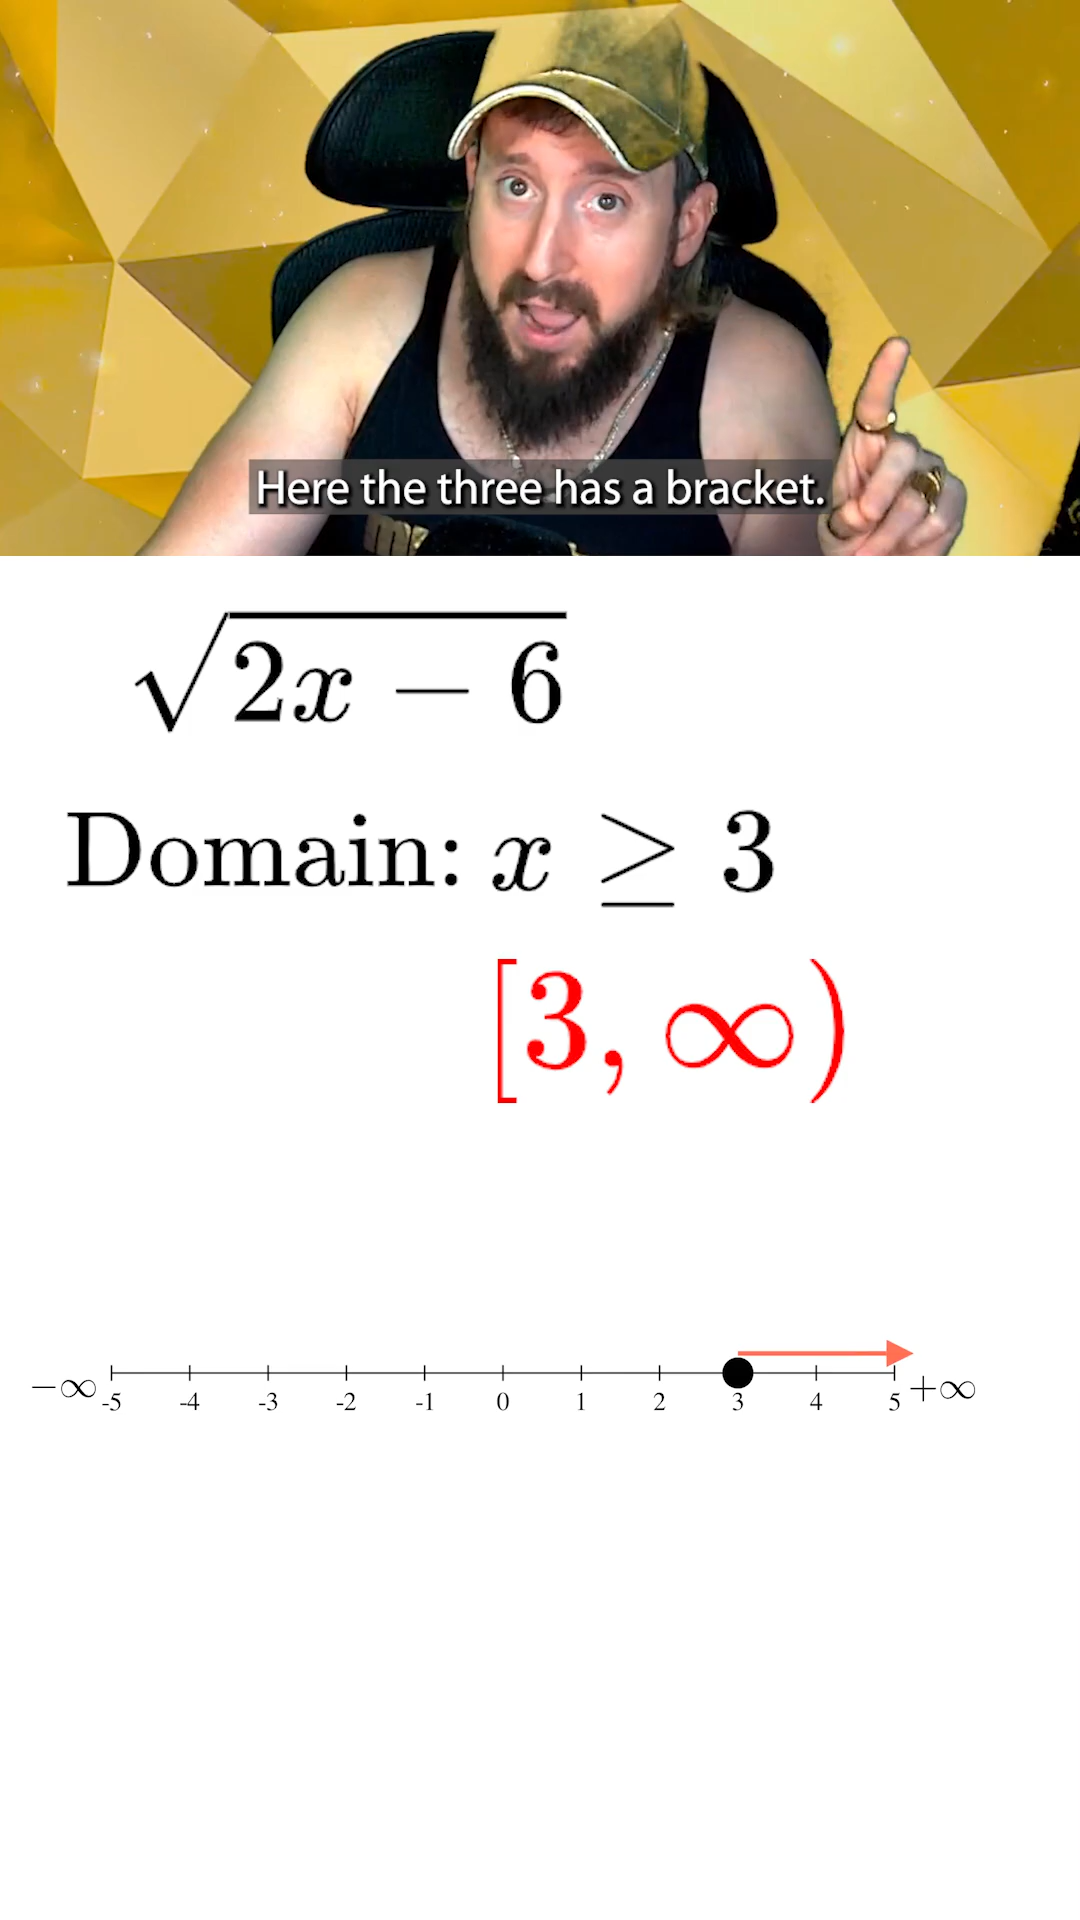 Here the three has a bracket.
√2x − 6
Domain: x ≥ 3
[3, ∞)
−∞ -5 -4 -3 -2 -1 0 1 2 3 4 5 +∞